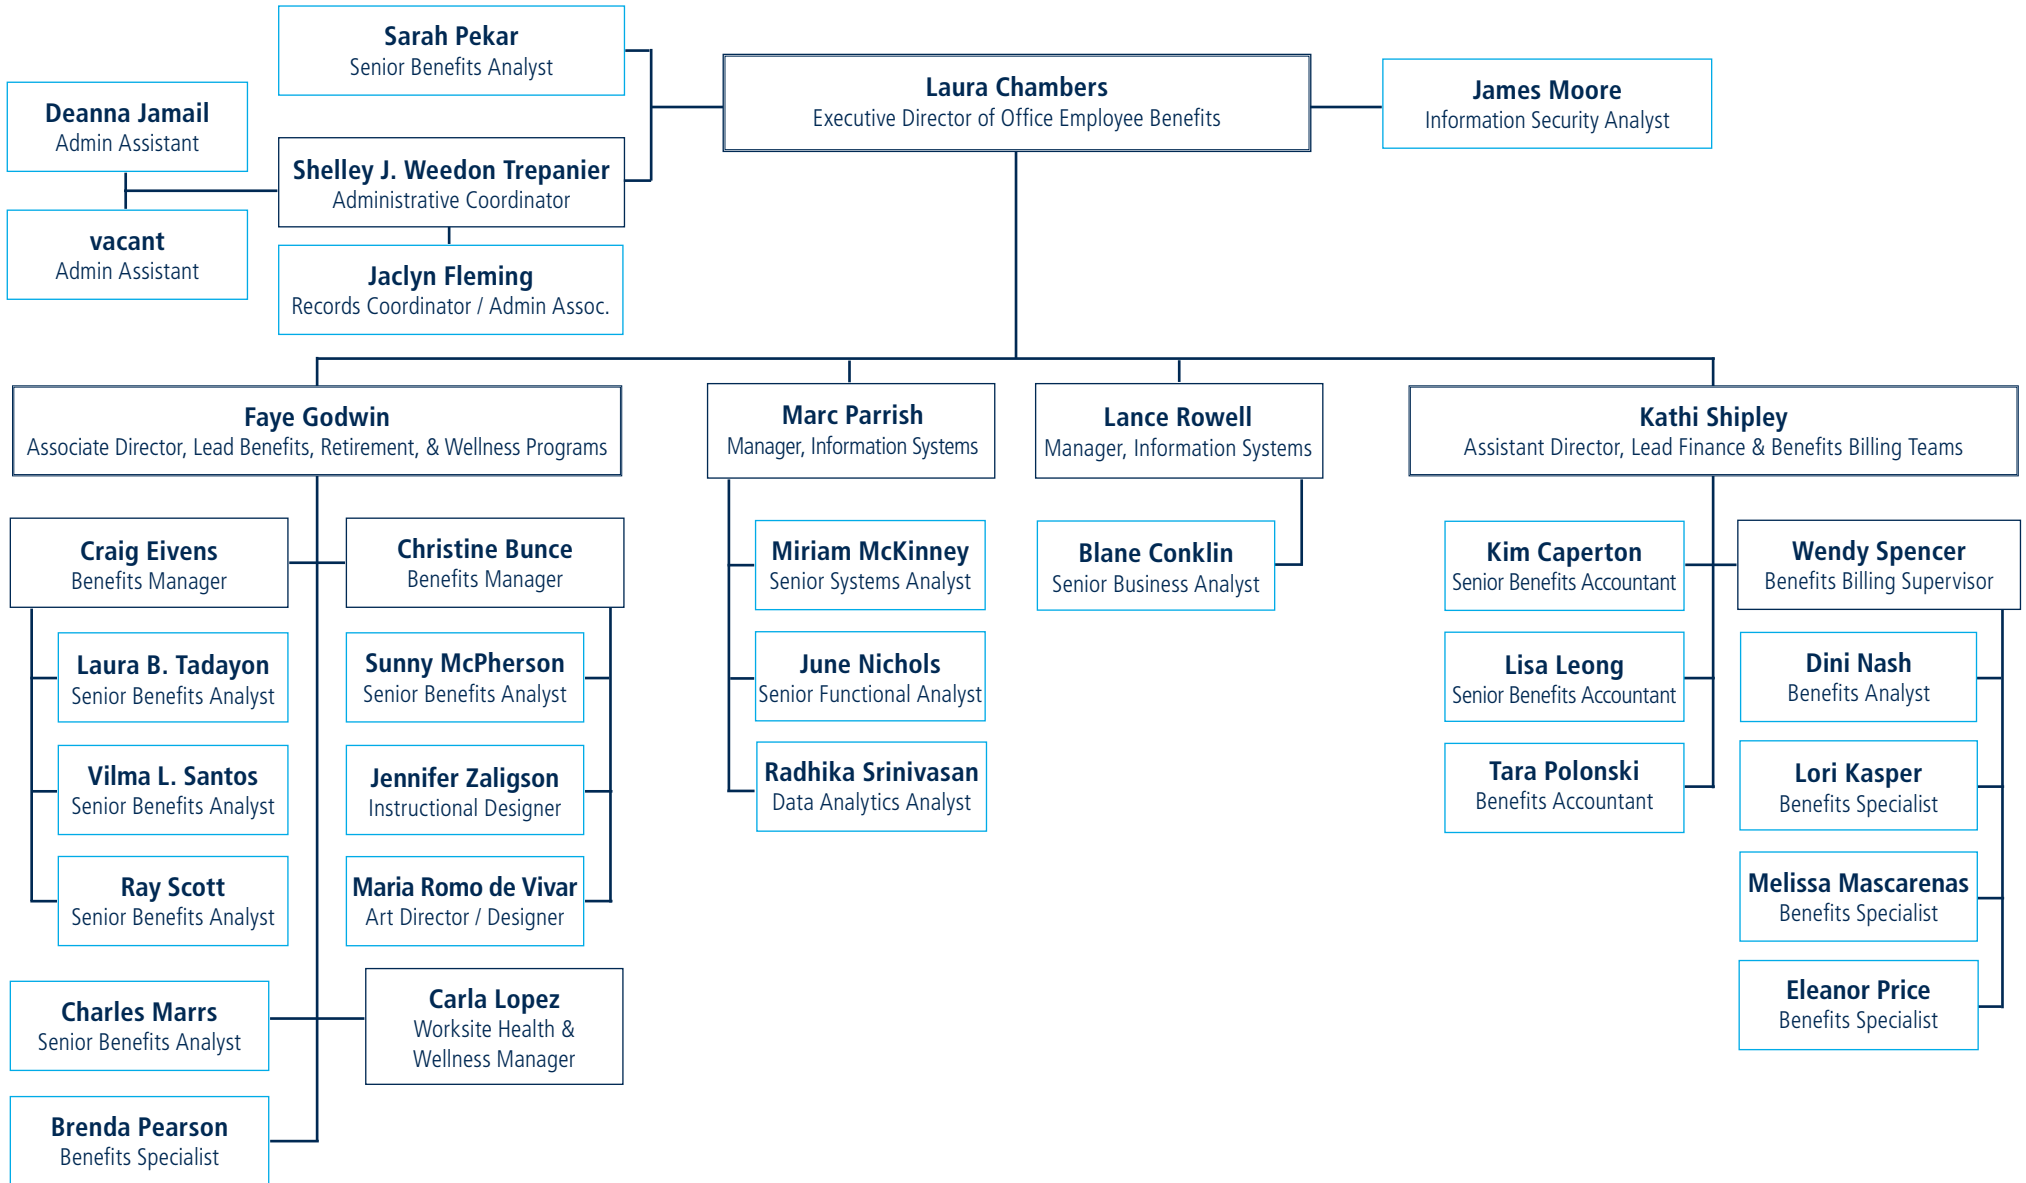 Sarah Pekar
Senior Benefits Analyst
Laura Chambers
Executive Director of Office Employee Benefits
James Moore
Information Security Analyst
Deanna Jamail
Admin Assistant
Shelley J. Weedon Trepanier
Administrative Coordinator
vacant
Admin Assistant
Jaclyn Fleming
Records Coordinator / Admin Assoc.
Faye Godwin
Associate Director, Lead Benefits, Retirement, & Wellness Programs
Marc Parrish
Manager, Information Systems
Lance Rowell
Manager, Information Systems
Kathi Shipley
Assistant Director, Lead Finance & Benefits Billing Teams
Craig Eivens
Benefits Manager
Christine Bunce
Benefits Manager
Miriam McKinney
Senior Systems Analyst
Blane Conklin
Senior Business Analyst
Kim Caperton
Senior Benefits Accountant
Wendy Spencer
Benefits Billing Supervisor
Laura B. Tadayon
Senior Benefits Analyst
Sunny McPherson
Senior Benefits Analyst
June Nichols
Senior Functional Analyst
Lisa Leong
Senior Benefits Accountant
Dini Nash
Benefits Analyst
Vilma L. Santos
Senior Benefits Analyst
Jennifer Zaligson
Instructional Designer
Radhika Srinivasan
Data Analytics Analyst
Tara Polonski
Benefits Accountant
Lori Kasper
Benefits Specialist
Ray Scott
Senior Benefits Analyst
Maria Romo de Vivar
Art Director / Designer
Melissa Mascarenas
Benefits Specialist
Charles Marrs
Senior Benefits Analyst
Carla Lopez
Worksite Health &
Wellness Manager
Eleanor Price
Benefits Specialist
Brenda Pearson
Benefits Specialist